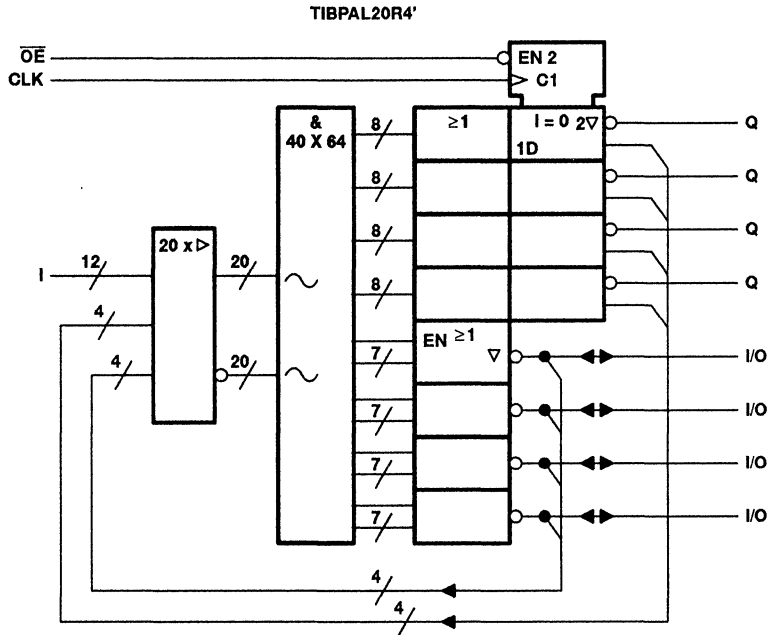 TIBPAL20R4'
OE
EN 2
CLK
C1
&
40 X 64
8
≥1
I = 0 2▽
1D
Q
8
Q
8
Q
8
Q
20 x ▷
I
12
20
4
4
20
EN ≥1
▽
7
I/O
7
I/O
7
I/O
7
I/O
4
4